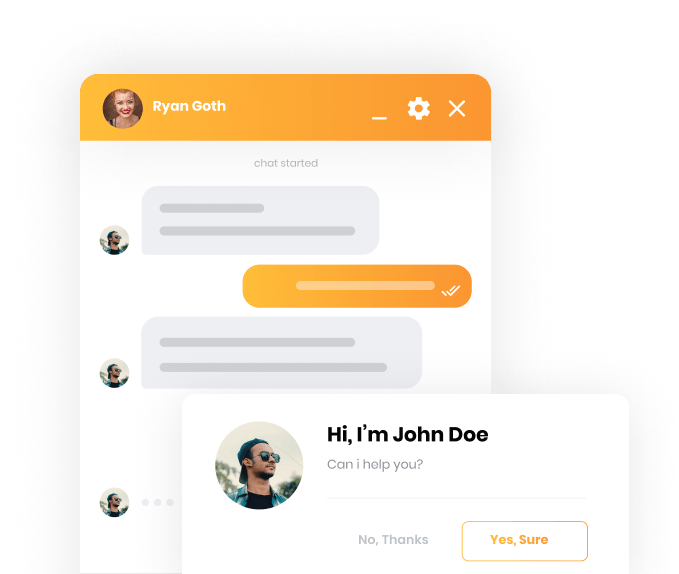 Ryan Goth
chat started
Hi, I'm John Doe
Can i help you?
No, Thanks
Yes, Sure